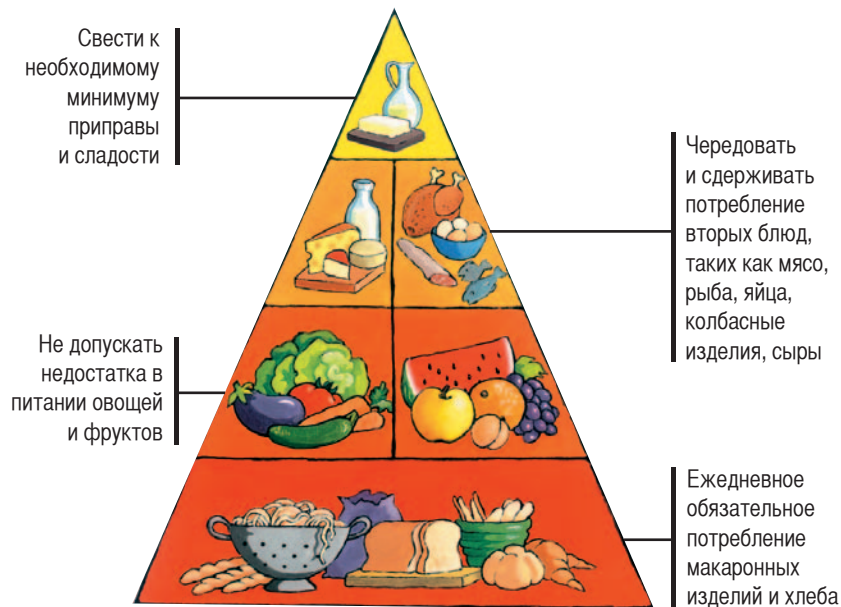 Свести к
необходимому
минимуму
приправы
и сладости
Чередовать
и сдерживать
потребление
вторых блюд,
таких как мясо,
рыба, яйца,
колбасные
изделия, сыры
Не допускать
недостатка в
питании овощей
и фруктов
Ежедневное
обязательное
потребление
макаронных
изделий и хлеба